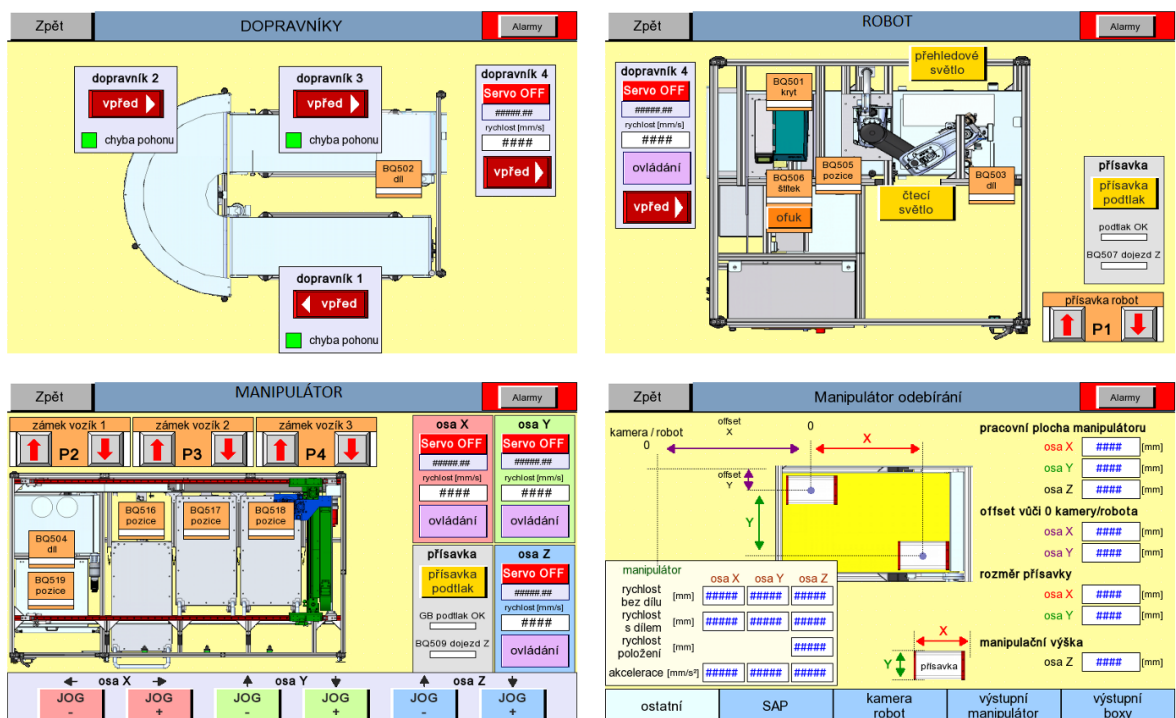 Zpět
DOPRAVNÍKY
Alarmy
dopravník 2
vpřed
chyba pohonu
dopravník 3
vpřed
chyba pohonu
dopravník 4
Servo OFF
#####.##
rychlost [mm/s]
####
vpřed
BQ502
díl
dopravník 1
vpřed
chyba pohonu
Zpět
ROBOT
Alarmy
dopravník 4
Servo OFF
#####.##
rychlost [mm/s]
####
ovládání
vpřed
přehledové
světlo
BQ501
kryt
BQ505
pozice
BQ506
štítek
ofuk
BQ503
díl
čtecí
světlo
přísavka
přísavka
podtlak
podtlak OK
BQ507 dojezd Z
přísavka robot
P1
Zpět
MANIPULÁTOR
Alarmy
zámek vozík 1
P2
zámek vozík 2
P3
zámek vozík 3
P4
BQ516
pozice
BQ517
pozice
BQ518
pozice
BQ504
díl
BQ519
pozice
osa X
Servo OFF
#####.##
rychlost [mm/s]
####
ovládání
osa Y
Servo OFF
#####.##
rychlost [mm/s]
####
ovládání
přísavka
přísavka
podtlak
GB podtlak OK
BQ509 dojezd Z
osa Z
Servo OFF
#####.##
rychlost [mm/s]
####
ovládání
osa X
JOG
-
JOG
+
osa Y
JOG
-
JOG
+
osa Z
JOG
-
JOG
+
Zpět
Manipulátor odebírání
Alarmy
kamera / robot
0
offset
X
0
X
offset
Y
Y
pracovní plocha manipulátoru
osa X #### [mm]
osa Y #### [mm]
osa Z #### [mm]
offset vůči 0 kamery/robota
osa X #### [mm]
osa Y #### [mm]
rozměr přísavky
osa X #### [mm]
osa Y #### [mm]
manipulační výška
osa Z #### [mm]
manipulátor
osa X osa Y osa Z
rychlost
bez dílu [mm] ##### ##### #####
rychlost
s dílem [mm] ##### ##### #####
rychlost
položení [mm] #####
akcelerace [mm/s²] ##### ##### #####
X
Y
přísavka
ostatní
SAP
kamera
robot
výstupní
manipulátor
výstupní
boxy